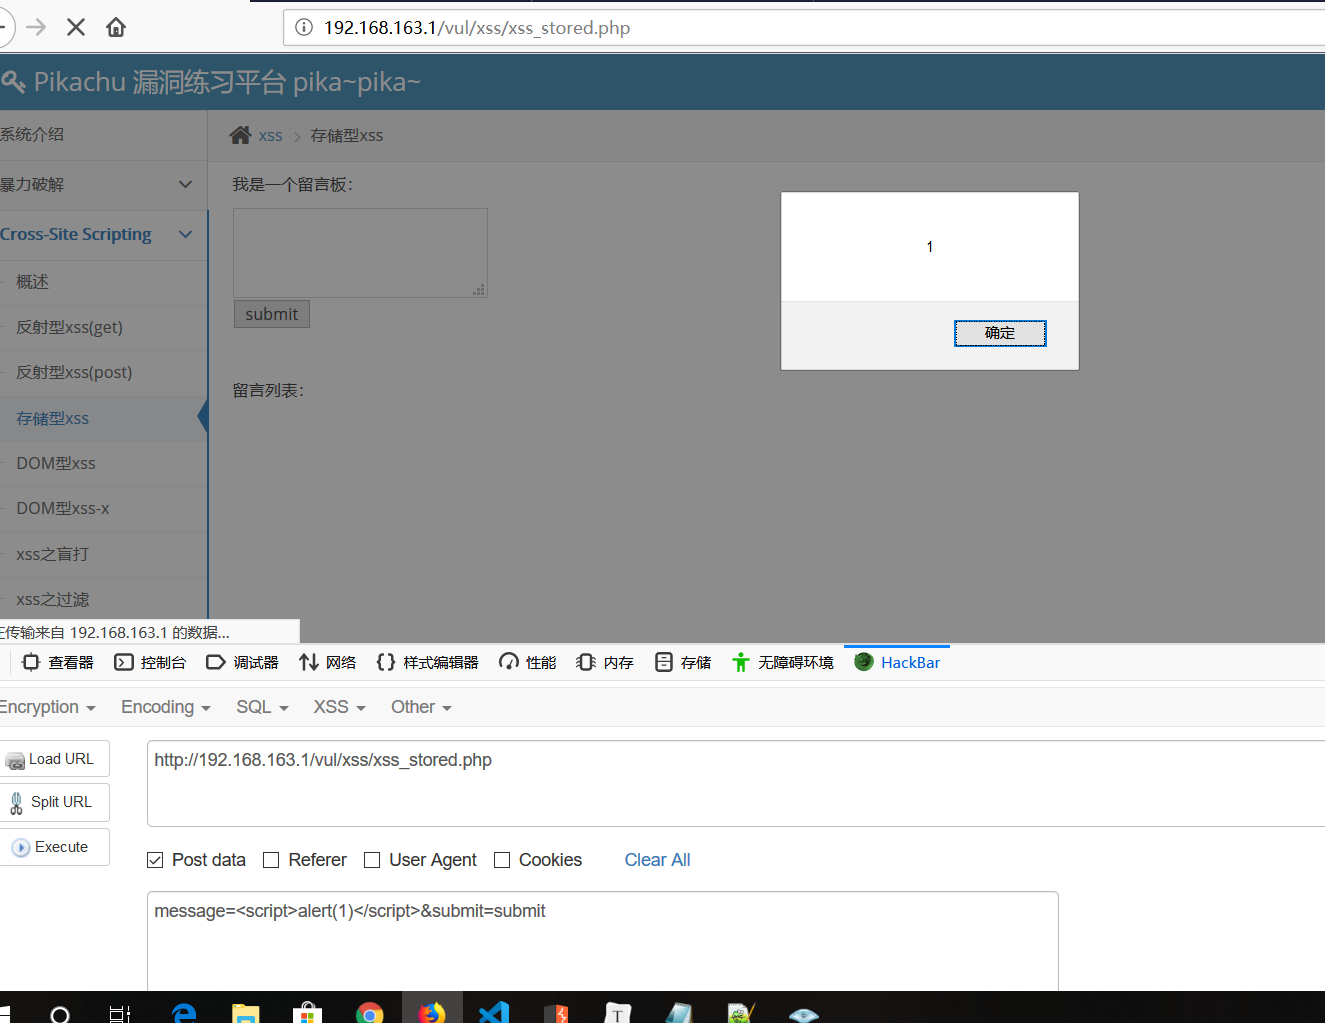 192.168.163.1/vul/xss/xss_stored.php
Pikachu 漏洞练习平台 pika~pika~
系统介绍
xss > 存储型xss
暴力破解
我是一个留言板：
Cross-Site Scripting
1
概述
submit
反射型xss(get)
确定
反射型xss(post)
留言列表：
存储型xss
DOM型xss
DOM型xss-x
xss之盲打
xss之过滤
传输来自 192.168.163.1 的数据...
查看器 控制台 调试器 网络 {} 样式编辑器 性能 内存 存储 无障碍环境 HackBar
Encryption Encoding SQL XSS Other
Load URL
http://192.168.163.1/vul/xss/xss_stored.php
Split URL
Execute
Post data Referer User Agent Cookies Clear All
message=<script>alert(1)</script>&submit=submit
T